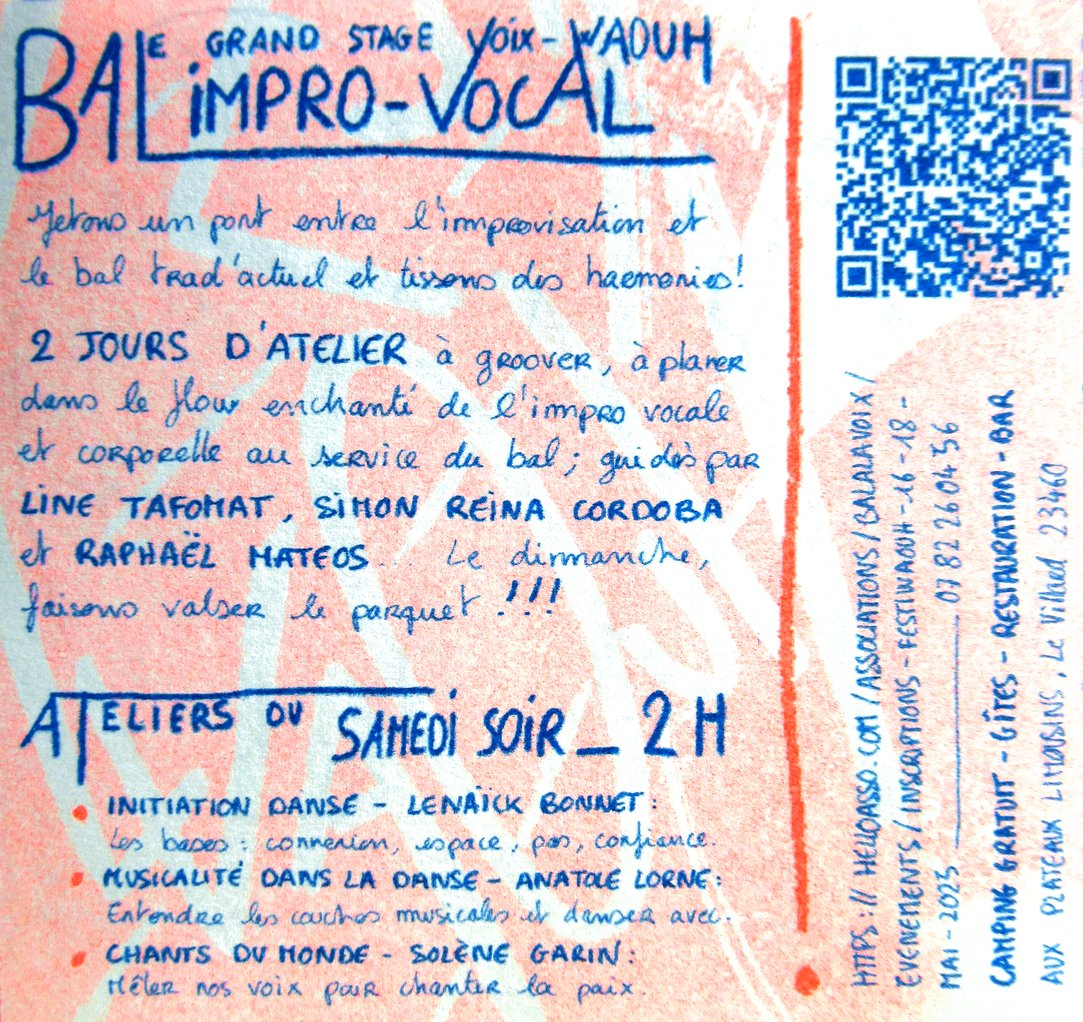 LE GRAND STAGE VOIX-WAOUH
BAL IMPRO-VOCAL
Jetons un pont entre l'improvisation et
le bal trad'actuel et tissons des harmonies!
2 JOURS D'ATELIER à groover, à planer
dans le flow enchanté de l'impro vocale
et corporelle au service du bal ; guidés par
LINE TAFOMAT, SIMON REINA CORDOBA
et RAPHAËL MATEOS... Le dimanche,
faisons valser le parquet !!!!
ATELIERS DU SAMEDI SOIR _ 2H
INITIATION DANSE - LENAÏCK BONNET :
Les bases : connexion, espace, pas, confiance.
MUSICALITÉ DANS LA DANSE - ANATOLE LORNE :
Entendre les couches musicales et danser avec.
CHANTS DU MONDE - SOLÈNE GARIN :
Mêler nos voix pour chanter la paix.
HTTPS://HELLOASSO.COM/ASSOCIATIONS/BALALAVOIX/
EVENEMENTS/INSCRIPTIONS-FESTIWAOUH-16-18-
MAI-2025 07 82 26 04 56
CAMPING GRATUIT - GÎTES - RESTAURATION - BAR
AUX PLATEAUX LIMOUSINS, Le Villard 23460